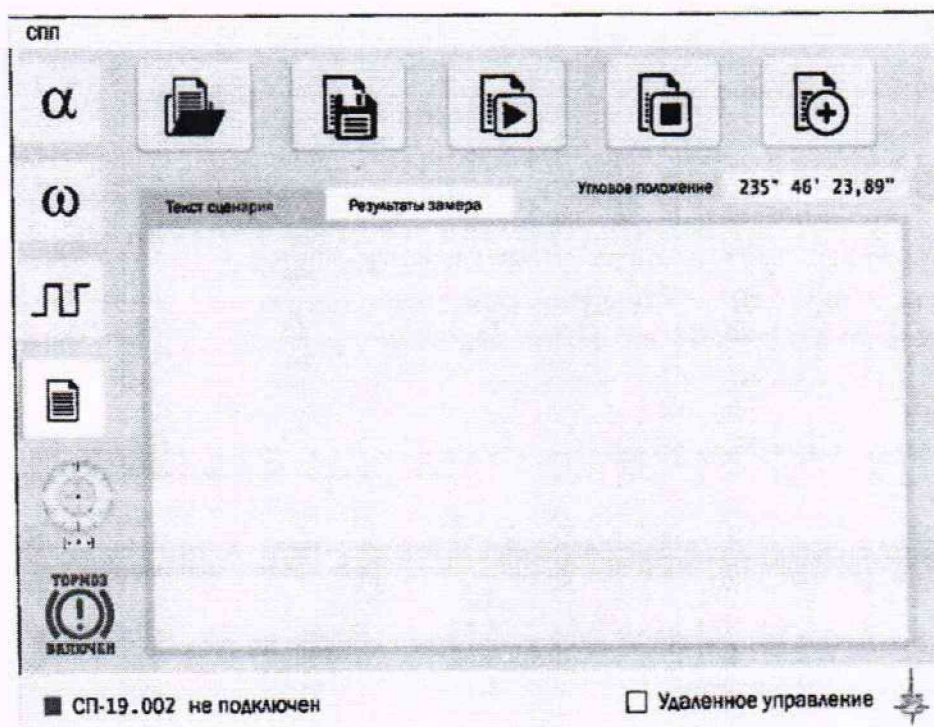 СПП
α
ω
Угловое положение 235° 46' 23,89"
Текст сценария Результаты замера
ТОРМОЗ
ВКЛЮЧЕН
СП-19.002 не подключен
Удаленное управление